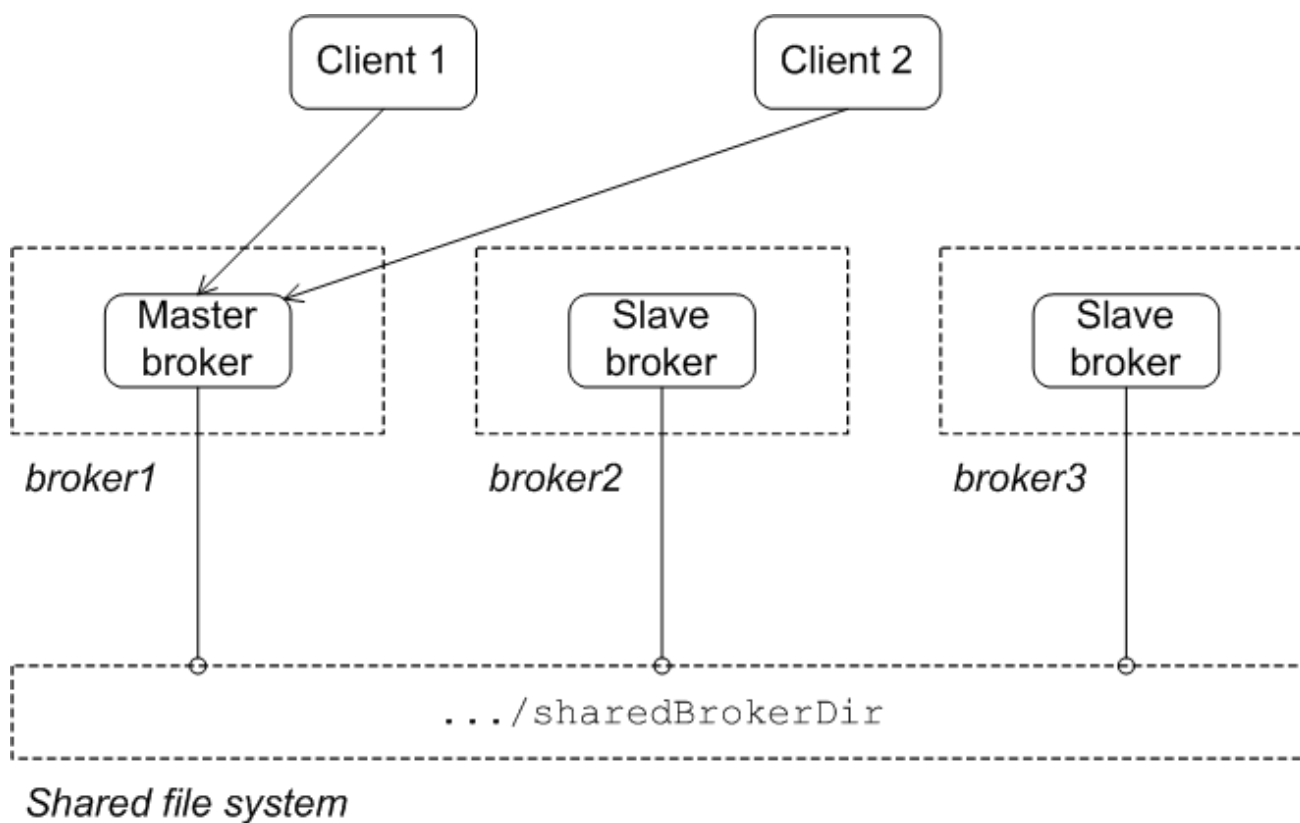 Client 1
Client 2
Master
broker
Slave
broker
Slave
broker
broker1
broker2
broker3
.../sharedBrokerDir
Shared file system